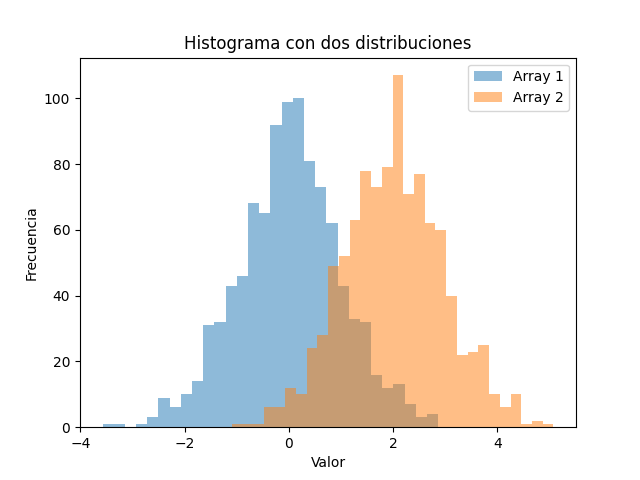 Histograma con dos distribuciones
Array 1
Array 2
Frecuencia
100
80
60
40
20
0
−4
−2
0
2
4
Valor